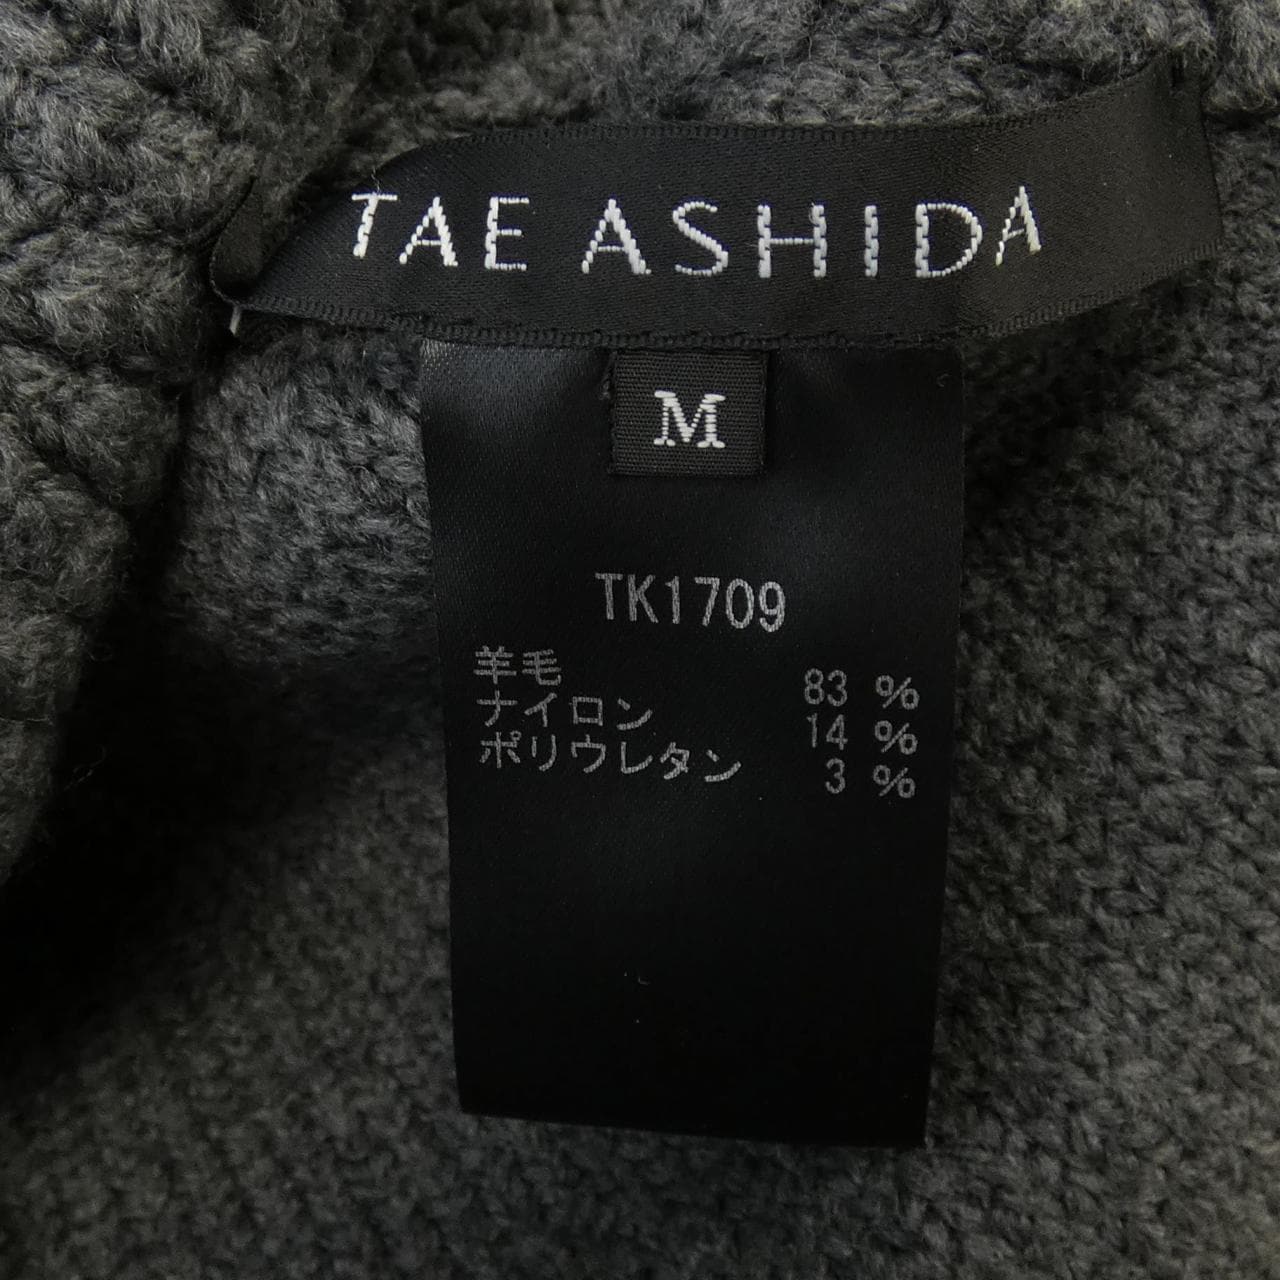 TAE ASHIDA
M
TK1709
羊毛 83 %
ナイロン 14 %
ポリウレタン 3 %